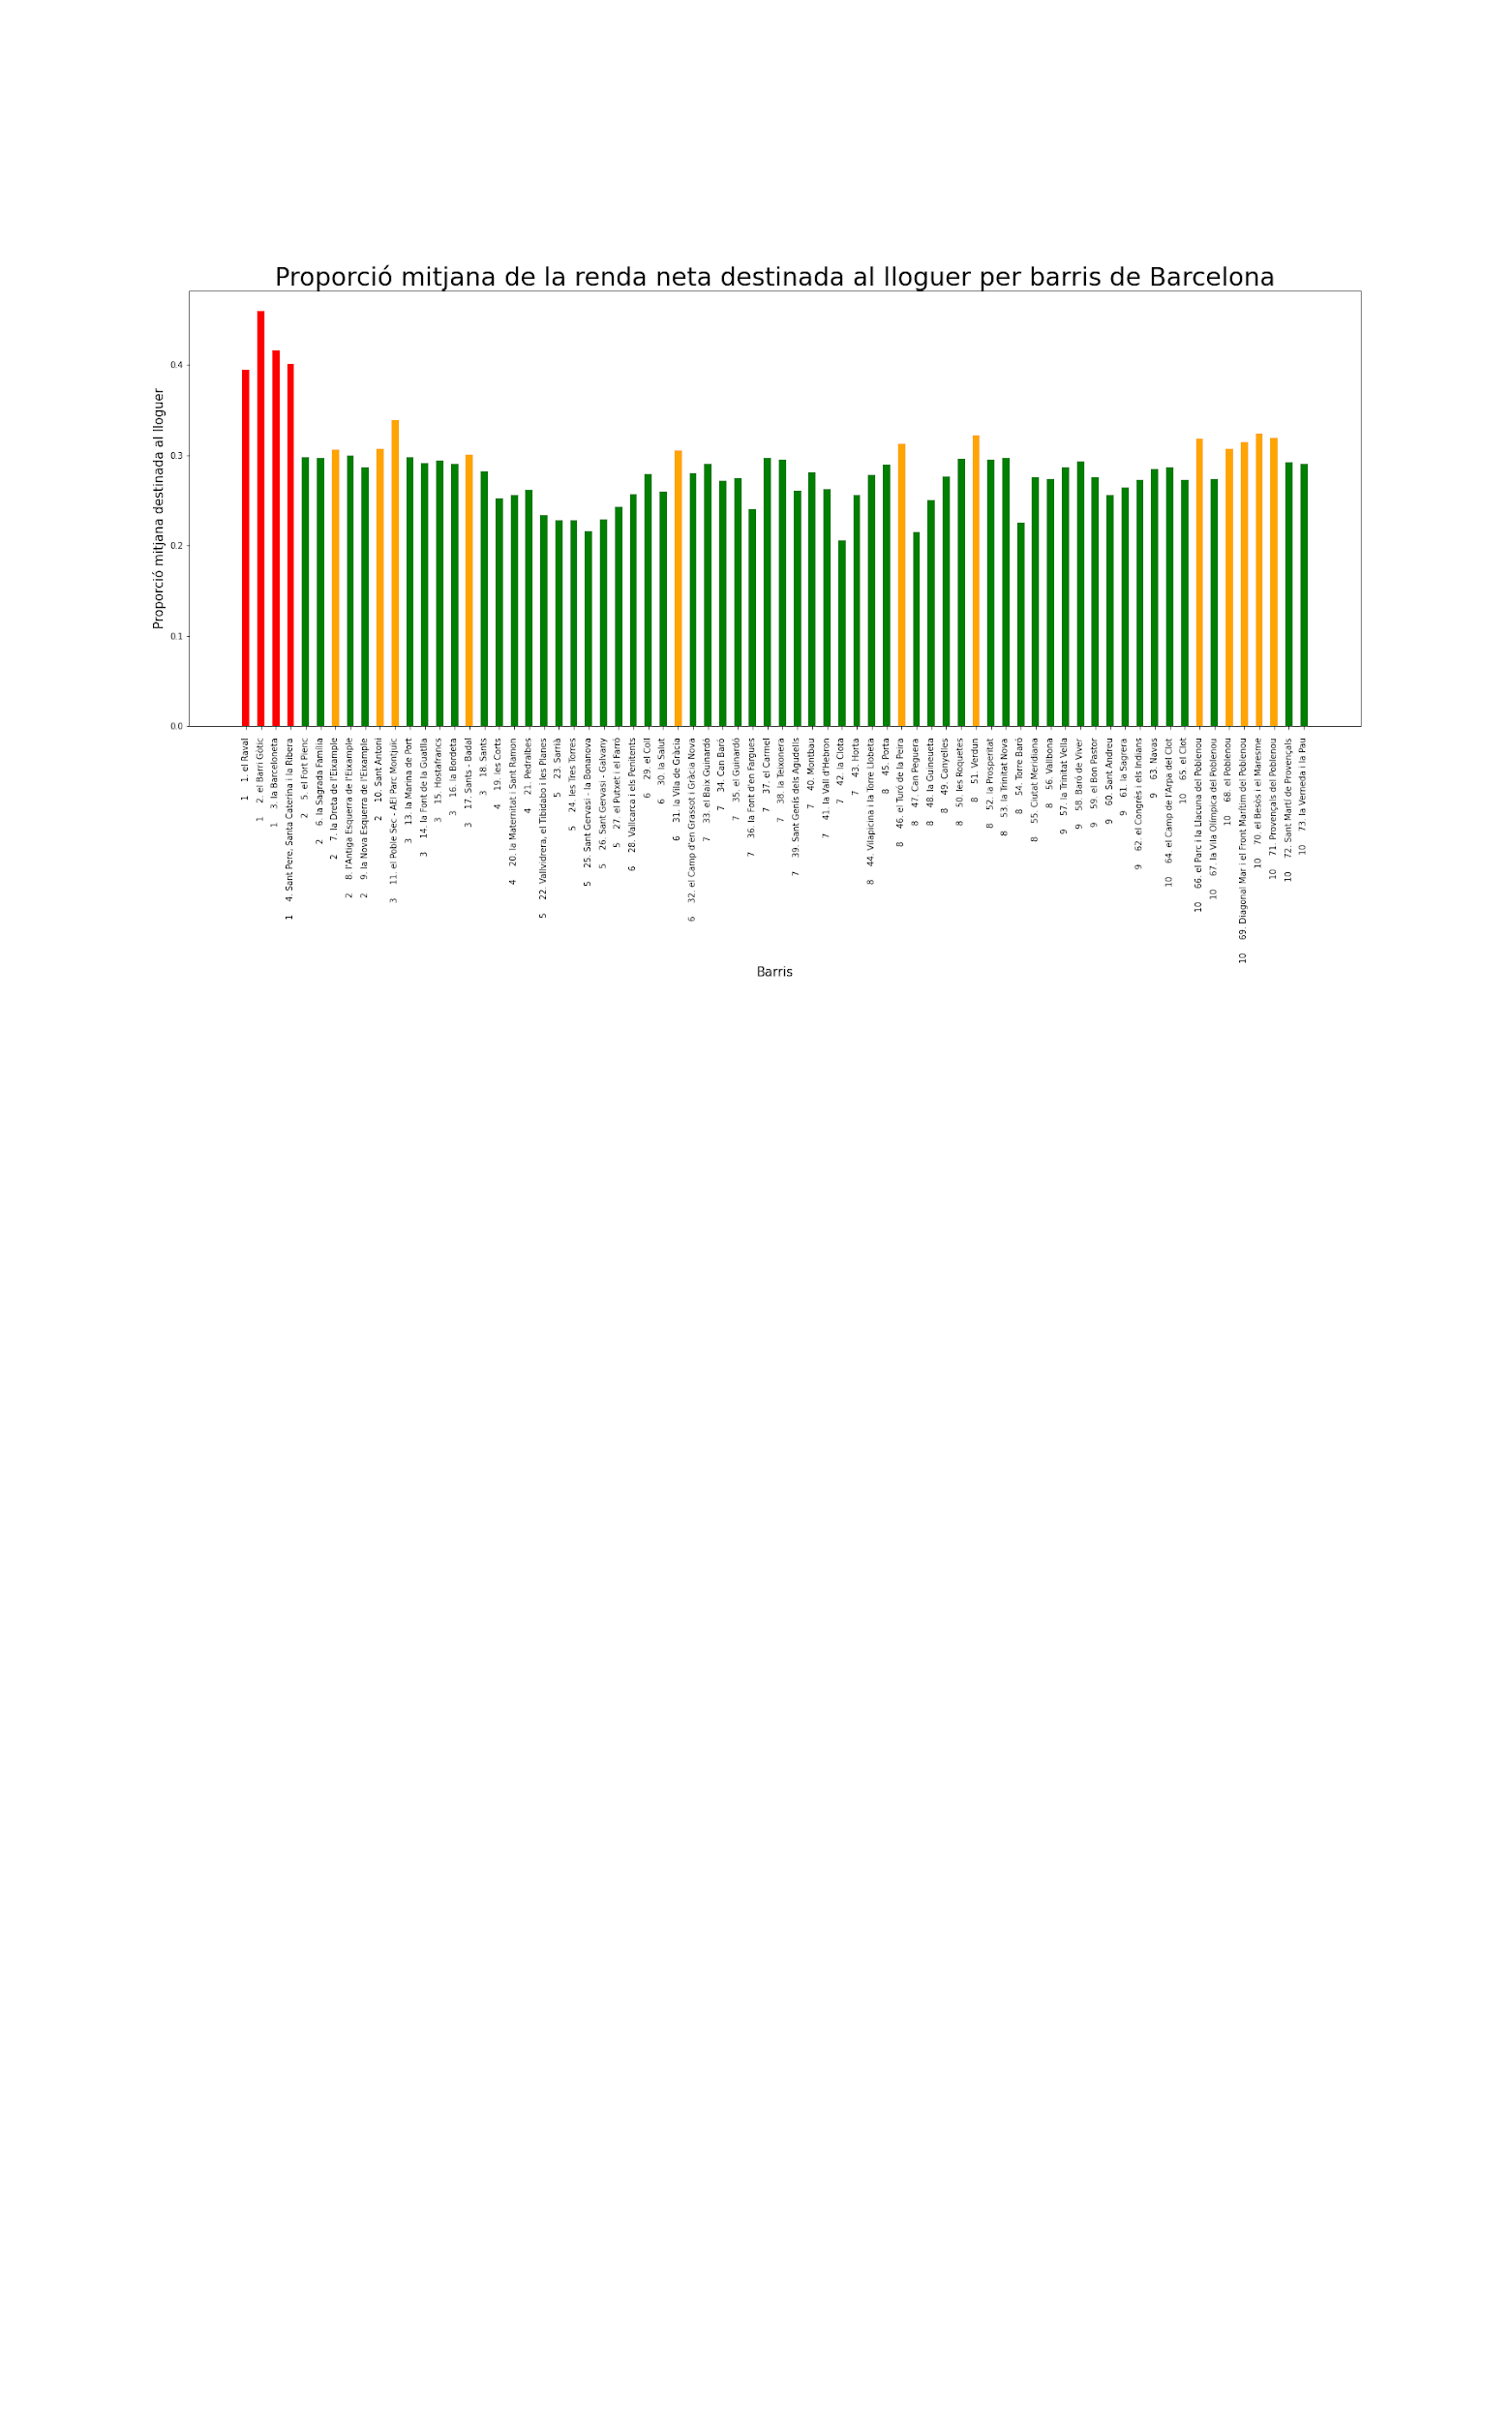 Proporció mitjana de la renda neta destinada al lloguer per barris de Barcelona
Proporció mitjana destinada al lloguer
0.4
0.3
0.2
0.1
0.0
1 1. el Raval
1 2. el Barri Gòtic
1 3. la Barceloneta
1 4. Sant Pere, Santa Caterina i la Ribera
2 5. el Fort Pienc
2 6. la Sagrada Família
2 7. la Dreta de l'Eixample
2 8. l'Antiga Esquerra de l'Eixample
2 9. la Nova Esquerra de l'Eixample
2 10. Sant Antoni
3 11. el Poble Sec - AEI Parc Montjuïc
3 13. la Marina de Port
3 14. la Font de la Guatlla
3 15. Hostafrancs
3 16. la Bordeta
3 17. Sants - Badal
3 18. Sants
4 19. les Corts
4 20. la Maternitat i Sant Ramon
4 21. Pedralbes
5 22. Vallvidrera, el Tibidabo i les Planes
5 23. Sarrià
5 24. les Tres Torres
5 25. Sant Gervasi - la Bonanova
5 26. Sant Gervasi - Galvany
5 27. el Putxet i el Farró
6 28. Vallcarca i els Penitents
6 29. el Coll
6 30. la Salut
6 31. la Vila de Gràcia
6 32. el Camp d'en Grassot i Gràcia Nova
7 33. el Baix Guinardó
7 34. Can Baró
7 35. el Guinardó
7 36. la Font d'en Fargues
7 37. el Carmel
7 38. la Teixonera
7 39. Sant Genís dels Agudells
7 40. Montbau
7 41. la Vall d'Hebron
7 42. la Clota
7 43. Horta
8 44. Vilapicina i la Torre Llobeta
8 45. Porta
8 46. el Turó de la Peira
8 47. Can Peguera
8 48. la Guineueta
8 49. Canyelles
8 50. les Roquetes
8 51. Verdun
8 52. la Prosperitat
8 53. la Trinitat Nova
8 54. Torre Baró
8 55. Ciutat Meridiana
8 56. Vallbona
9 57. la Trinitat Vella
9 58. Baró de Viver
9 59. el Bon Pastor
9 60. Sant Andreu
9 61. la Sagrera
9 62. el Congrés i els Indians
9 63. Navas
10 64. el Camp de l'Arpa del Clot
10 65. el Clot
10 66. el Parc i la Llacuna del Poblenou
10 67. la Vila Olímpica del Poblenou
10 68. el Poblenou
10 69. Diagonal Mar i el Front Marítim del Poblenou
10 70. el Besòs i el Maresme
10 71. Provençals del Poblenou
10 72. Sant Martí de Provençals
10 73. la Verneda i la Pau
Barris